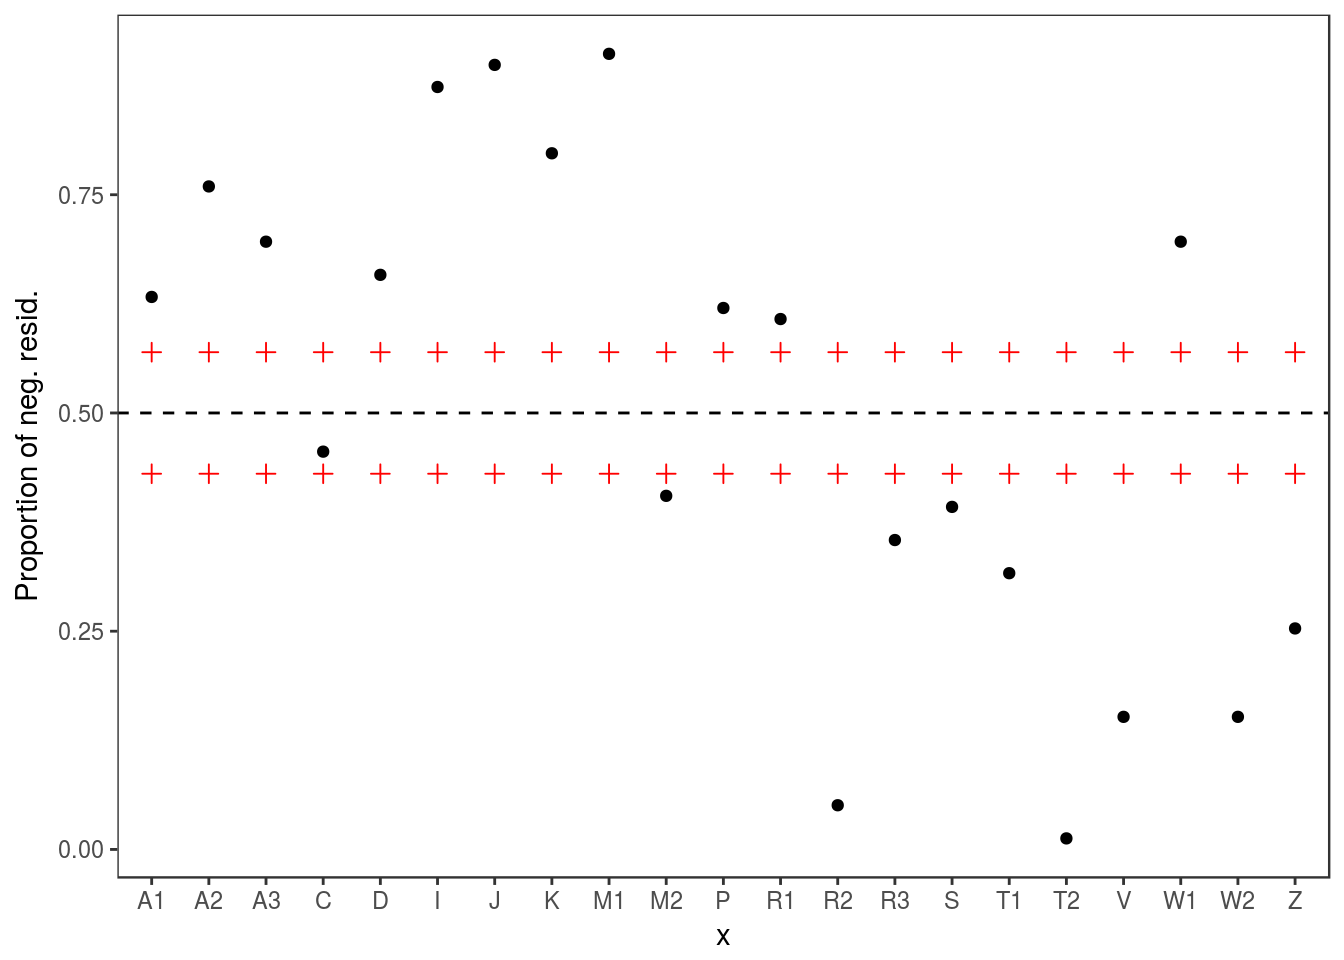 Proportion of neg. resid.
0.75
0.50
0.25
0.00
A1 A2 A3 C D I J K M1 M2 P R1 R2 R3 S T1 T2 V W1 W2 Z
x